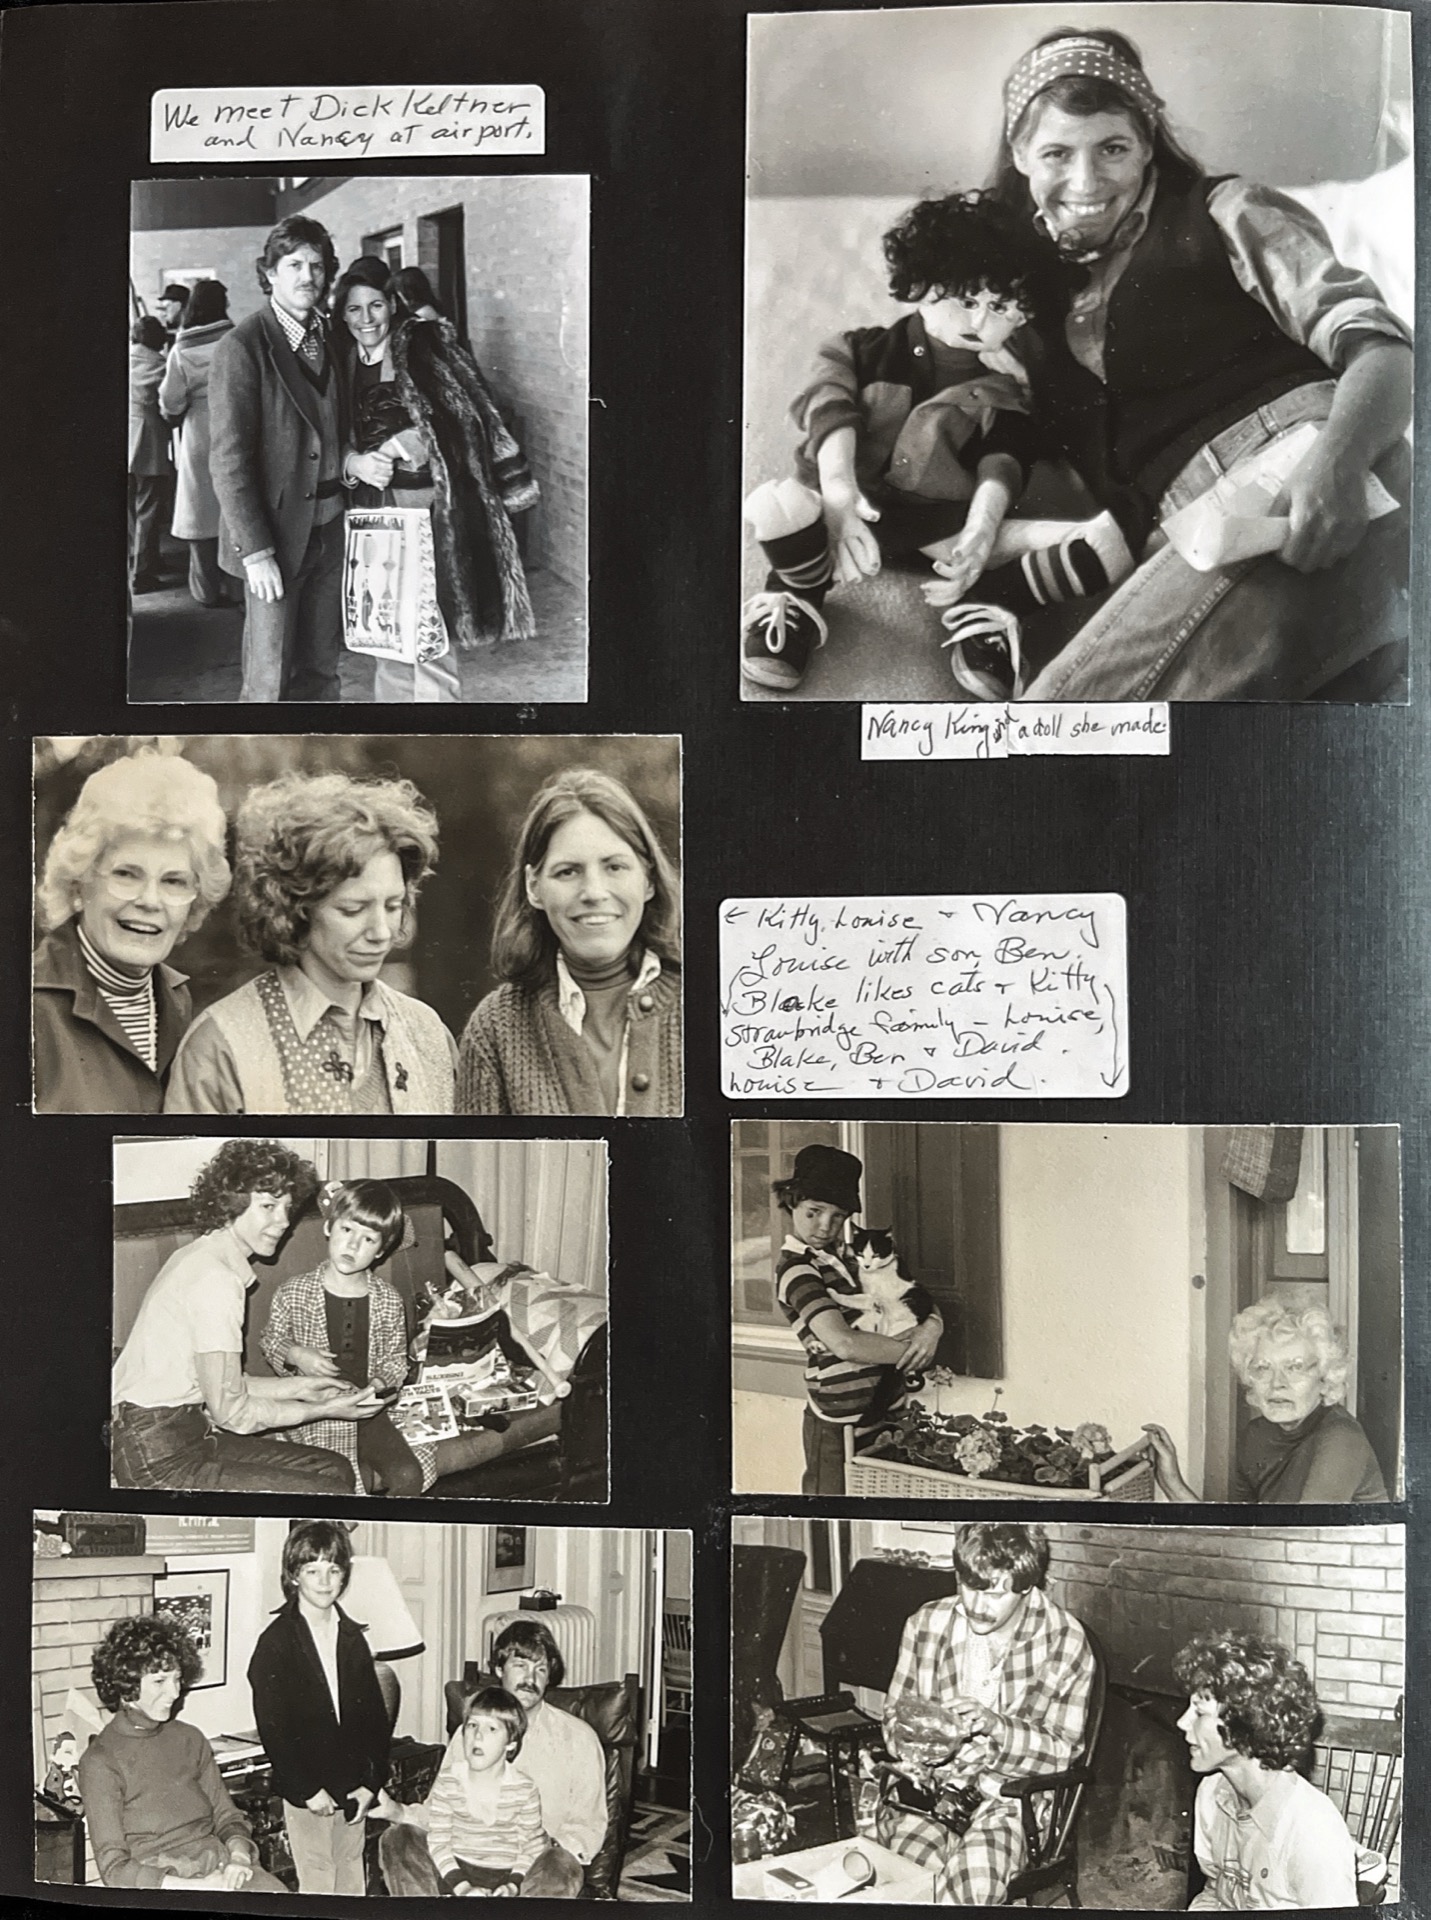 We meet Dick Keltner
and Nancy at airport.
Nancy King and a doll she made.
← Kitty, Louise + Nancy
Louise with son, Ben.
Blake likes cats + Kitty
Strawbridge family - Louise,
Blake, Ben + David.
Louise + David.